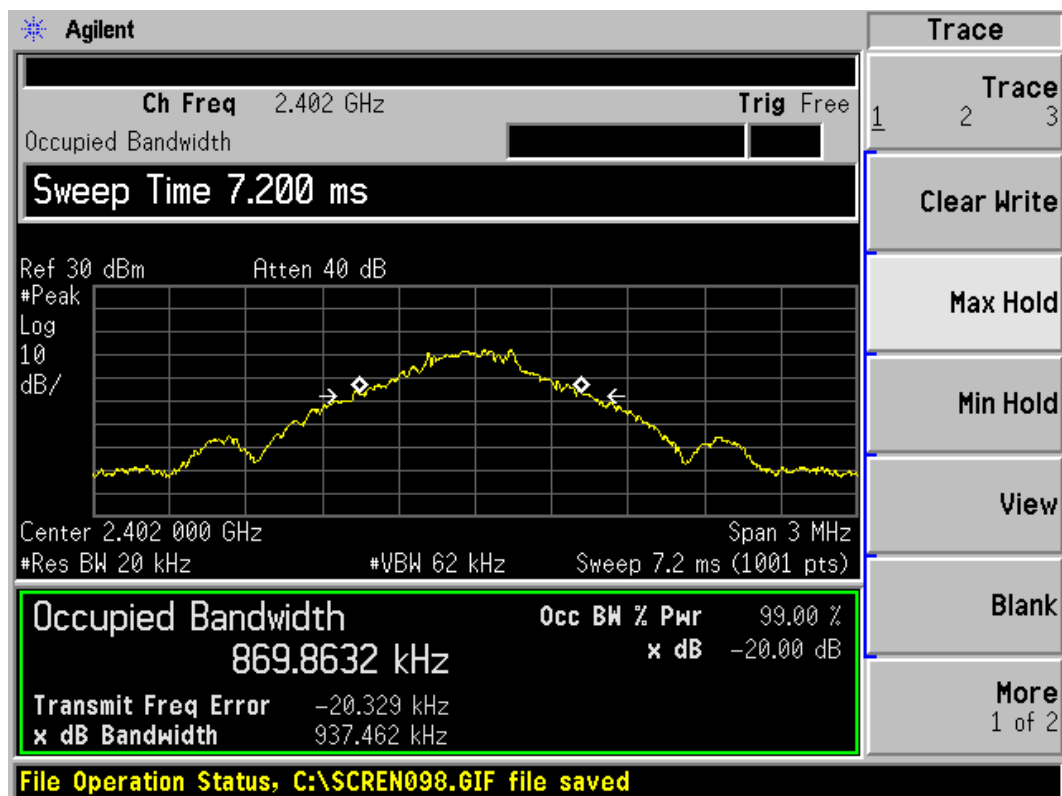 Agilent
Trace
Ch Freq 2.402 GHz Trig Free
Occupied Bandwidth
Sweep Time 7.200 ms
Ref 30 dBm Atten 40 dB
#Peak
Log
10
dB/
Center 2.402 000 GHz Span 3 MHz
#Res BW 20 kHz #VBW 62 kHz Sweep 7.2 ms (1001 pts)
Occupied Bandwidth
869.8632 kHz
Occ BW % Pwr 99.00 %
x dB -20.00 dB
Transmit Freq Error -20.329 kHz
x dB Bandwidth 937.462 kHz
Trace
1 2 3
Clear Write
Max Hold
Min Hold
View
Blank
More
1 of 2
File Operation Status, C:\SCREN098.GIF file saved